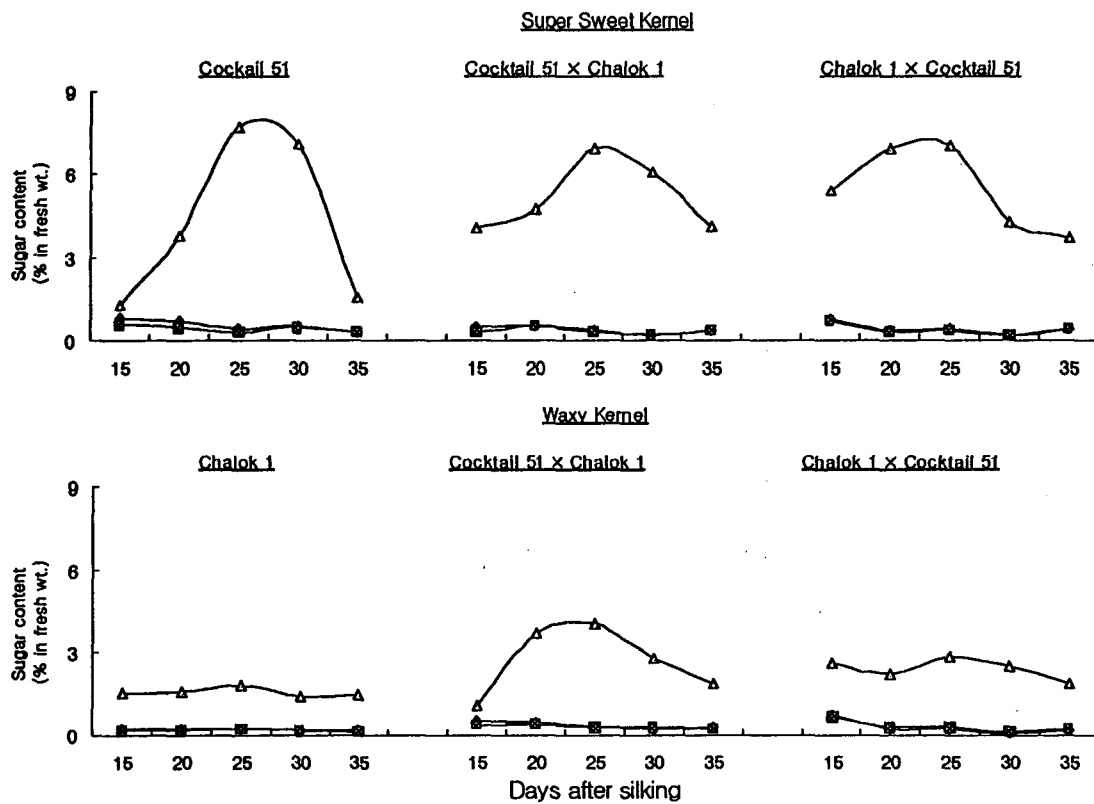 Super Sweet Kernel
Cockail 51 Cocktail 51 × Chalok 1 Chalok 1 × Cocktail 51
Sugar content
(% in fresh wt.)
9
6
3
0
15 20 25 30 35 15 20 25 30 35 15 20 25 30 35
Waxy Kernel
Chalok 1 Cocktail 51 × Chalok 1 Chalok 1 × Cocktail 51
Sugar content
(% in fresh wt.)
9
6
3
0
15 20 25 30 35 15 20 25 30 35 15 20 25 30 35
Days after silking